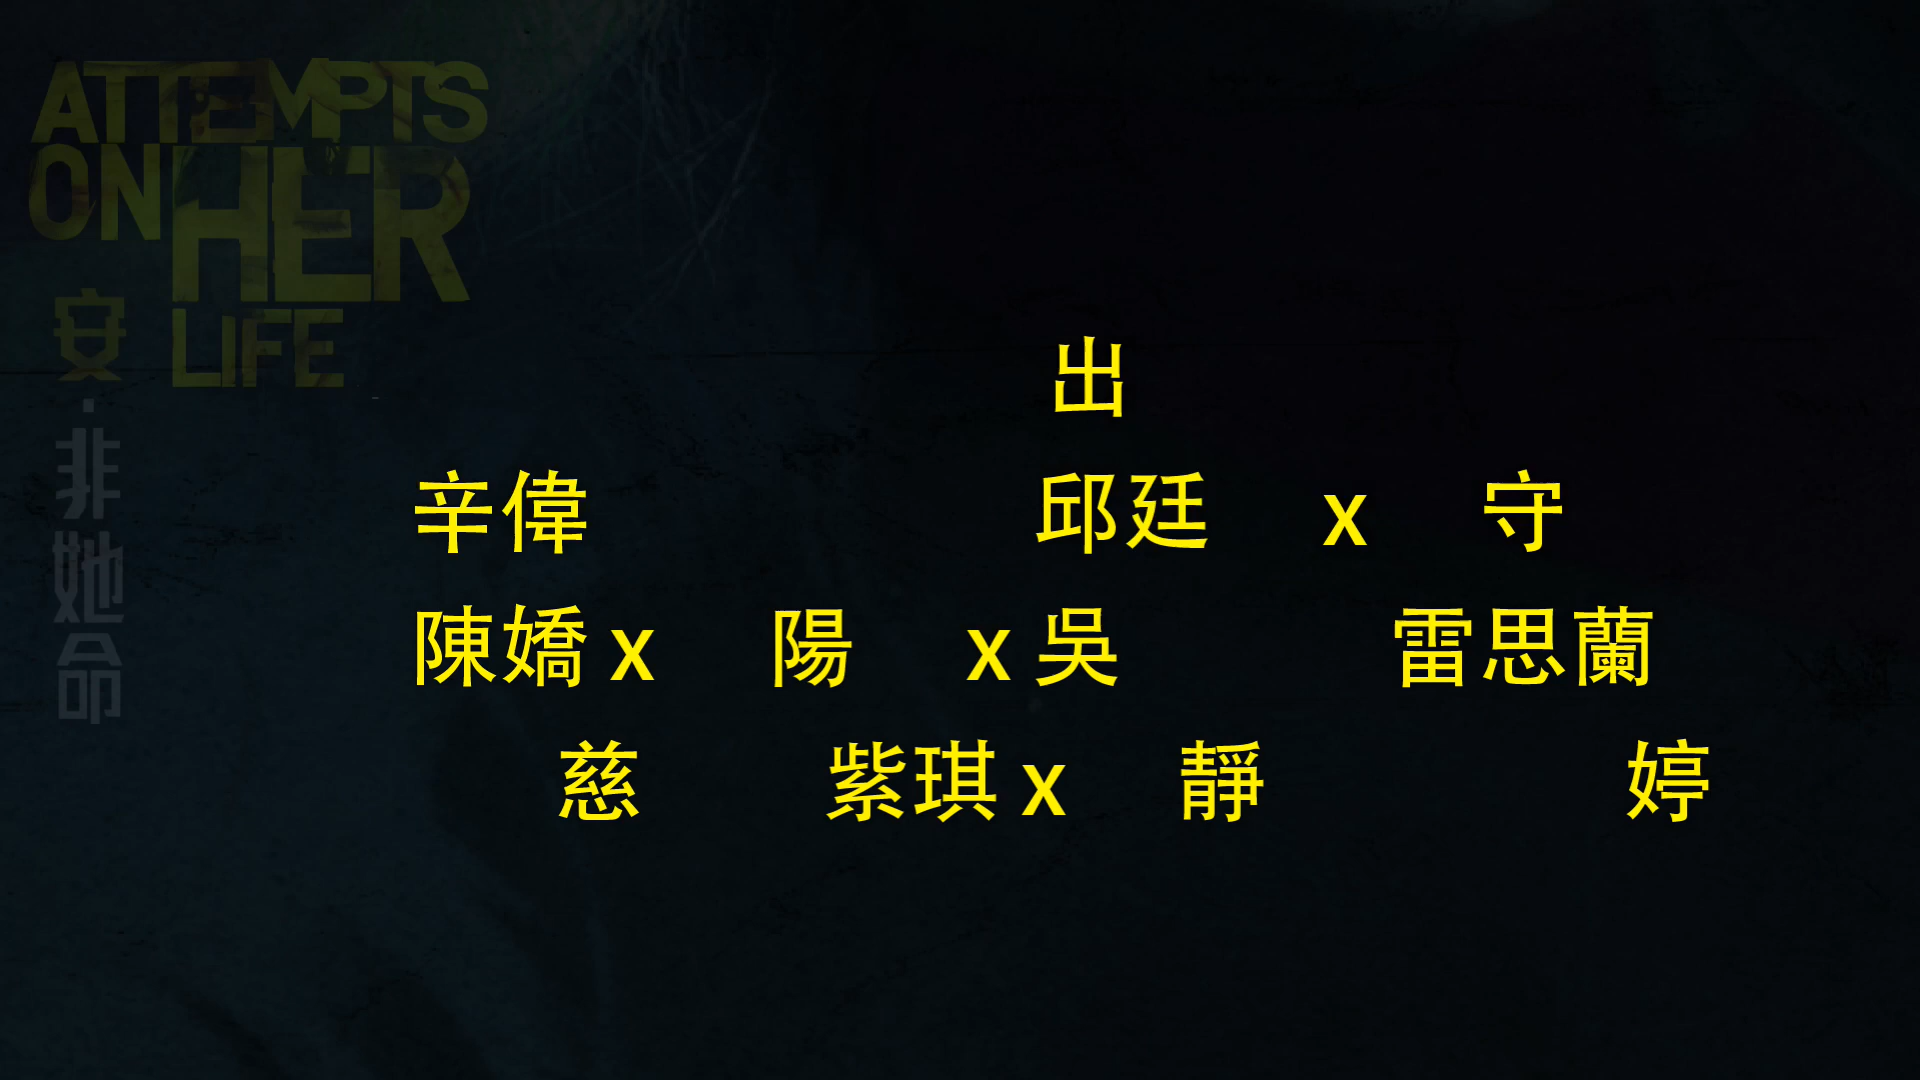 ATTEMPTS
ON HER
LIFE
安・非她命
出
辛偉 邱廷 x 守
陳嬌 x 陽 x 吳 雷思蘭
慈 紫琪 x 靜 婷